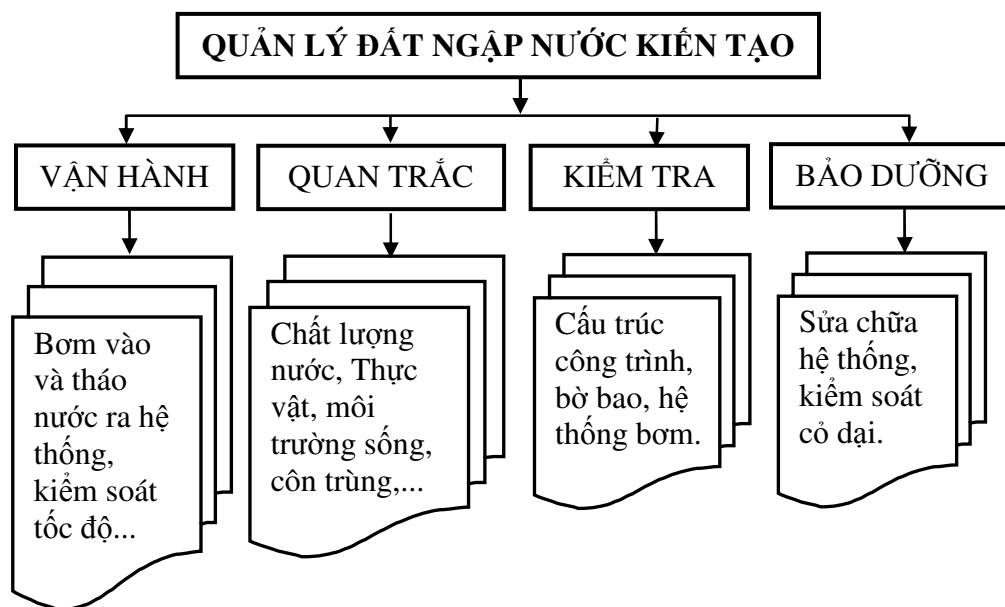 QUẢN LÝ ĐẤT NGẬP NƯỚC KIẾN TẠO
VẬN HÀNH
QUAN TRẮC
KIỂM TRA
BẢO DƯỠNG
Bơm vào
và tháo
nước ra hệ
thống,
kiểm soát
tốc độ...
Chất lượng
nước, Thực
vật, môi
trường sống,
côn trùng,...
Cấu trúc
công trình,
bờ bao, hệ
thống bơm.
Sửa chữa
hệ thống,
kiểm soát
cỏ dại.